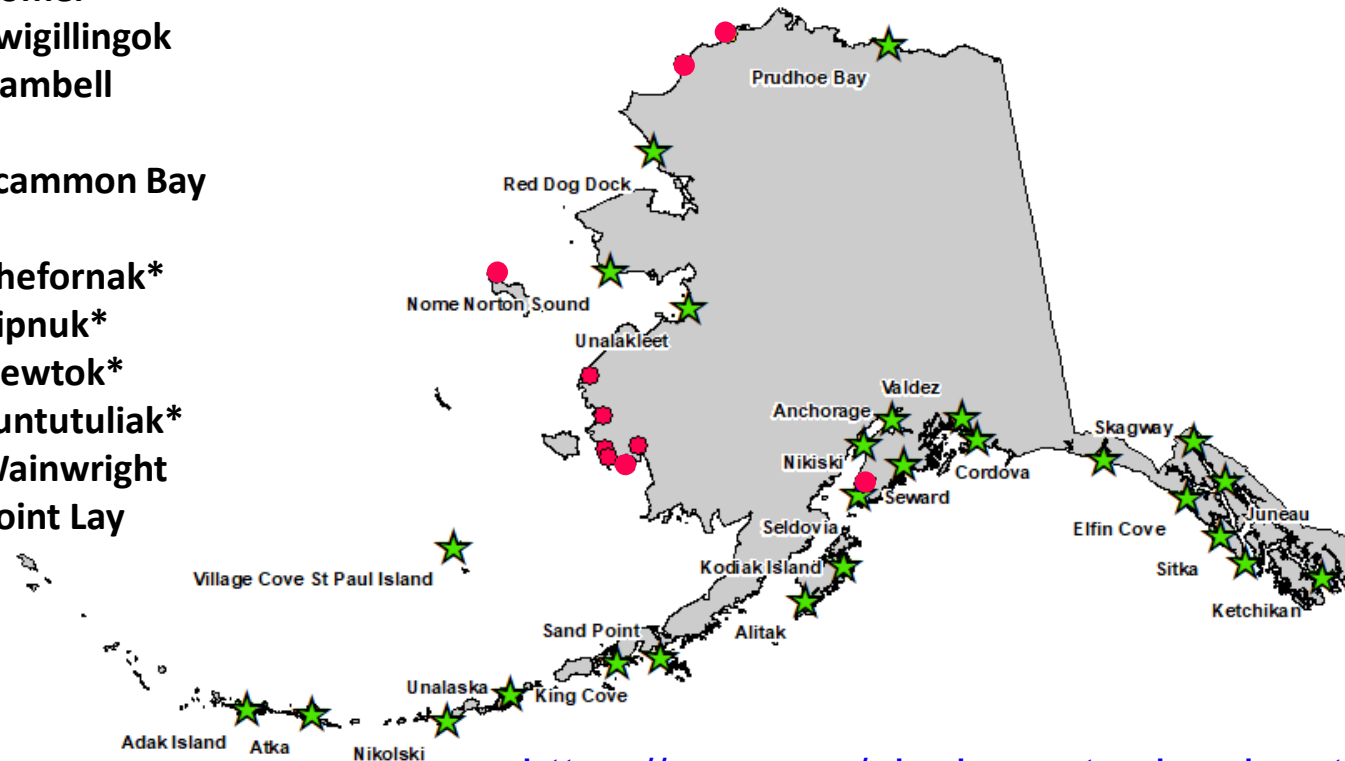 wigillingok
ambell
cammon Bay
hefornak*
ipnuk*
ewtok*
untutuliak*
Wainwright
oint Lay
Prudhoe Bay
Red Dog Dock
Nome Norton Sound
Unalakleet
Valdez
Anchorage
Skagway
Nikiski
Cordova
Seward
Juneau
Seldovia
Elfin Cove
Kodiak Island
Sitka
Village Cove St Paul Island
Ketchikan
Sand Point
Alitak
Unalaska
King Cove
Adak Island
Atka
Nikolski